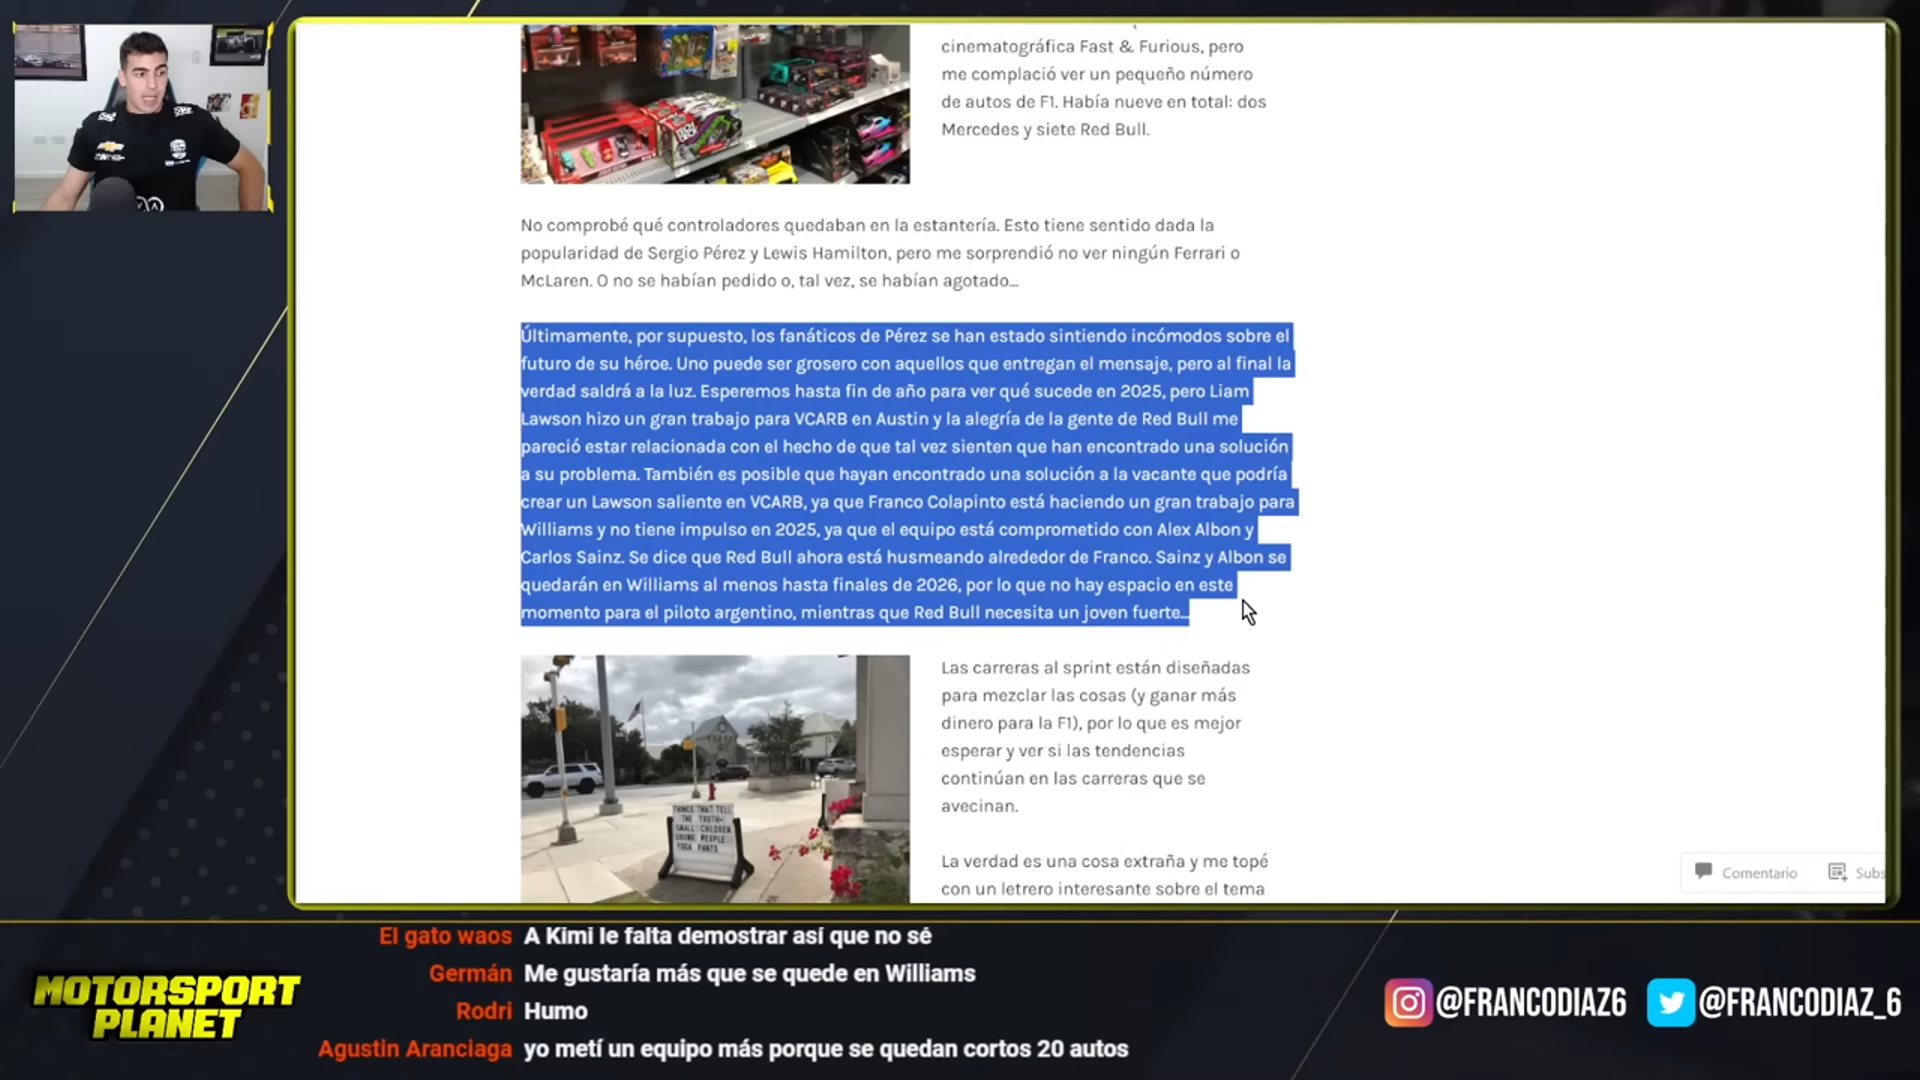 cinematográfica Fast & Furious, pero
me complació ver un pequeño número
de autos de F1. Había nueve en total: dos
Mercedes y siete Red Bull.
No comprobé qué controladores quedaban en la estantería. Esto tiene sentido dada la
popularidad de Sergio Pérez y Lewis Hamilton, pero me sorprendió no ver ningún Ferrari o
McLaren. O no se habían pedido o, tal vez, se habían agotado...
Últimamente, por supuesto, los fanáticos de Pérez se han estado sintiendo incómodos sobre el
futuro de su héroe. Uno puede ser grosero con aquellos que entregan el mensaje, pero al final la
verdad saldrá a la luz. Esperemos hasta fin de año para ver qué sucede en 2025, pero Liam
Lawson hizo un gran trabajo para VCARB en Austin y la alegría de la gente de Red Bull me
pareció estar relacionada con el hecho de que tal vez sienten que han encontrado una solución
a su problema. También es posible que hayan encontrado una solución a la vacante que podría
crear un Lawson saliente en VCARB, ya que Franco Colapinto está haciendo un gran trabajo para
Williams y no tiene impulso en 2025, ya que el equipo está comprometido con Alex Albon y
Carlos Sainz. Se dice que Red Bull ahora está husmeando alrededor de Franco. Sainz y Albon se
quedarán en Williams al menos hasta finales de 2026, por lo que no hay espacio en este
momento para el piloto argentino, mientras que Red Bull necesita un joven fuerte...
THINGS THAT TELL
THE TRUTH-
SMALL CHILDREN
DRUNK PEOPLE
YOGA PANTS
Las carreras al sprint están diseñadas
para mezclar las cosas (y ganar más
dinero para la F1), por lo que es mejor
esperar y ver si las tendencias
continúan en las carreras que se
avecinan.
La verdad es una cosa extraña y me topé
con un letrero interesante sobre el tema
Comentario
Subs
El gato waos A Kimi le falta demostrar así que no sé
Germán Me gustaría más que se quede en Williams
Rodri Humo
Agustin Aranciaga yo metí un equipo más porque se quedan cortos 20 autos
MOTORSPORT
PLANET
@FRANCODIAZ6
@FRANCODIAZ_6